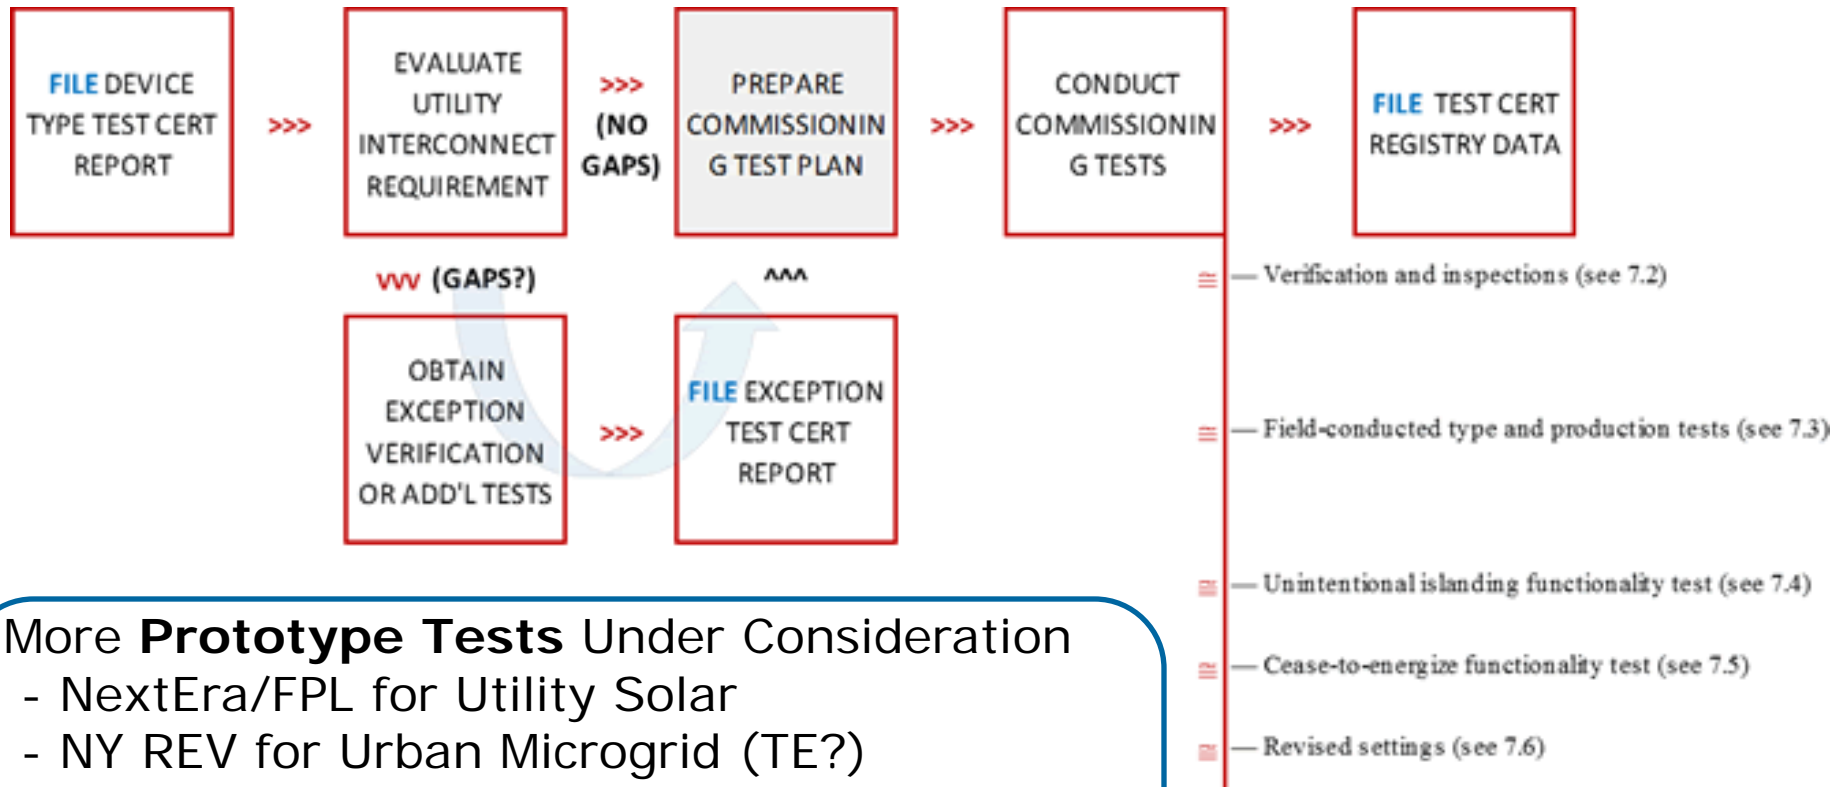 FILE DEVICE
TYPE TEST CERT
REPORT
>>>
EVALUATE
UTILITY
INTERCONNECT
REQUIREMENT
>>>
(NO
GAPS)
PREPARE
COMMISSIONIN
G TEST PLAN
>>>
CONDUCT
COMMISSIONIN
G TESTS
>>>
FILE TEST CERT
REGISTRY DATA
vvv (GAPS?)
^^^
OBTAIN
EXCEPTION
VERIFICATION
OR ADD'L TESTS
>>>
FILE EXCEPTION
TEST CERT
REPORT
≅ — Verification and inspections (see 7.2)
≅ — Field-conducted type and production tests (see 7.3)
≅ — Unintentional islanding functionality test (see 7.4)
≅ — Cease-to-energize functionality test (see 7.5)
≅ — Revised settings (see 7.6)
More Prototype Tests Under Consideration
- NextEra/FPL for Utility Solar
- NY REV for Urban Microgrid (TE?)